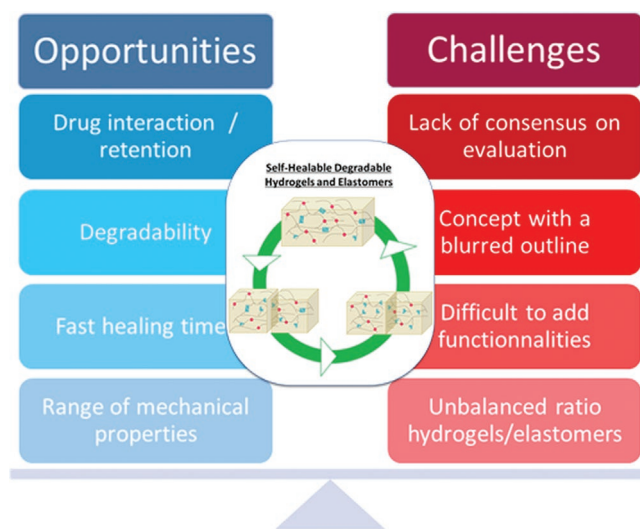 Opportunities
Drug interaction /
retention
Degradability
Fast healing time
Range of mechanical
properties
Self-Healable Degradable
Hydrogels and Elastomers
Challenges
Lack of consensus on
evaluation
Concept with a
blurred outline
Difficult to add
functionnalities
Unbalanced ratio
hydrogels/elastomers